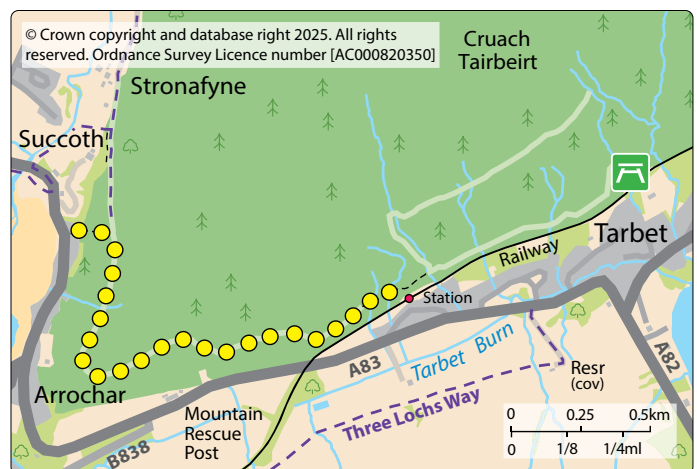 © Crown copyright and database right 2025. All rights
reserved. Ordnance Survey Licence number [AC000820350]
Cruach
Tairbeirt
Stronafyne
Succoth
Tarbet
Railway
Station
A83
Tarbet Burn
A82
Resr
(cov)
Arrochar
Mountain
Rescue
Post
Three Lochs Way
B838
0 0.25 0.5km
0 1/8 1/4ml